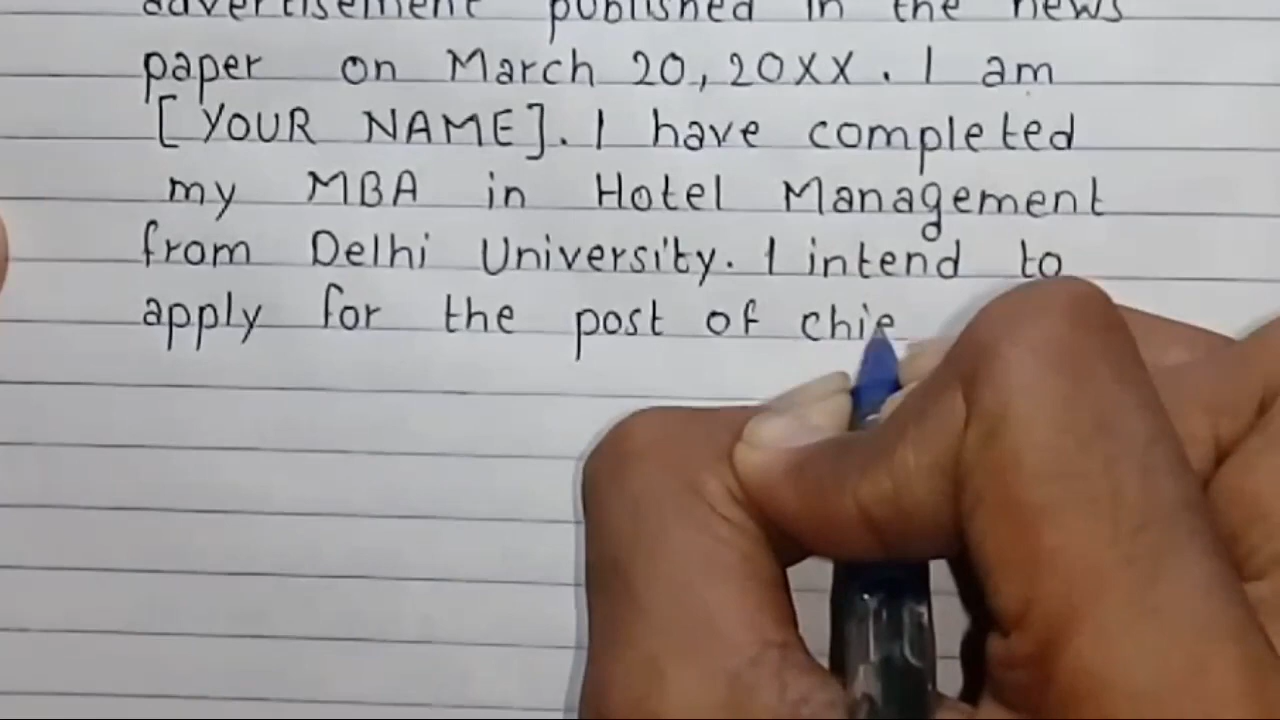 advertisement published in the news
paper on March 20, 20XX. I am
[YOUR NAME]. I have completed
my MBA in Hotel Management
from Delhi University. I intend to
apply for the post of chie